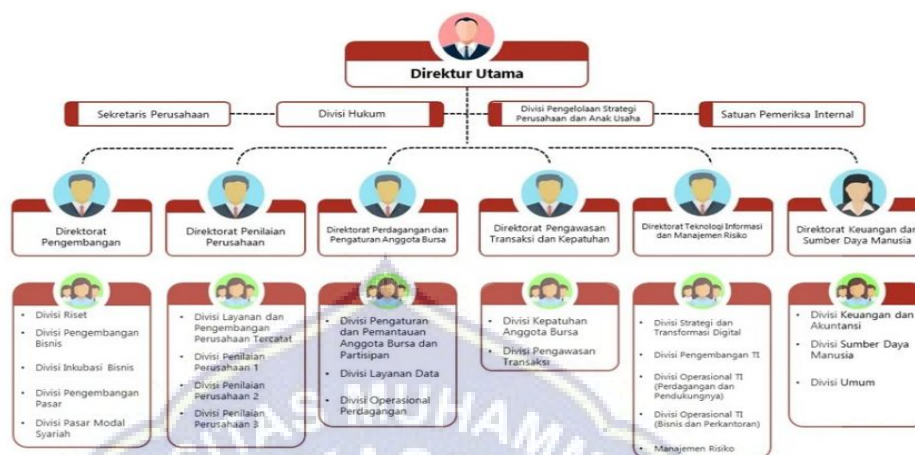 Direktur Utama
Sekretaris Perusahaan
Divisi Hukum
Divisi Pengelolaan Strategi
Perusahaan dan Anak Usaha
Satuan Pemeriksa Internal
Direktorat
Pengembangan
Direktorat Penilaian
Perusahaan
Direktorat Perdagangan dan
Pengaturan Anggota Bursa
Direktorat Pengawasan
Transaksi dan Kepatuhan
Direktorat Teknologi Informasi
dan Manajemen Risiko
Direktorat Keuangan dan
Sumber Daya Manusia
• Divisi Riset
• Divisi Pengembangan
Bisnis
• Divisi Inkubasi Bisnis
• Divisi Pengembangan
Pasar
• Divisi Pasar Modal
Syariah
• Divisi Layanan dan
Pengembangan
Perusahaan Tercatat
• Divisi Penilaian
Perusahaan 1
• Divisi Penilaian
Perusahaan 2
• Divisi Penilaian
Perusahaan 3
• Divisi Pengaturan
dan Pemantauan
Anggota Bursa dan
Partisipan
• Divisi Layanan Data
• Divisi Operasional
Perdagangan
• Divisi Kepatuhan
Anggota Bursa
• Divisi Pengawasan
Transaksi
• Divisi Strategi dan
Transformasi Digital
• Divisi Pengembangan TI
• Divisi Operasional TI
(Perdagangan dan
Pendukungnya)
• Divisi Operasional TI
(Bisnis dan Perkantoran)
• Manajemen Risiko
• Divisi Keuangan dan
Akuntansi
• Divisi Sumber Daya
Manusia
• Divisi Umum